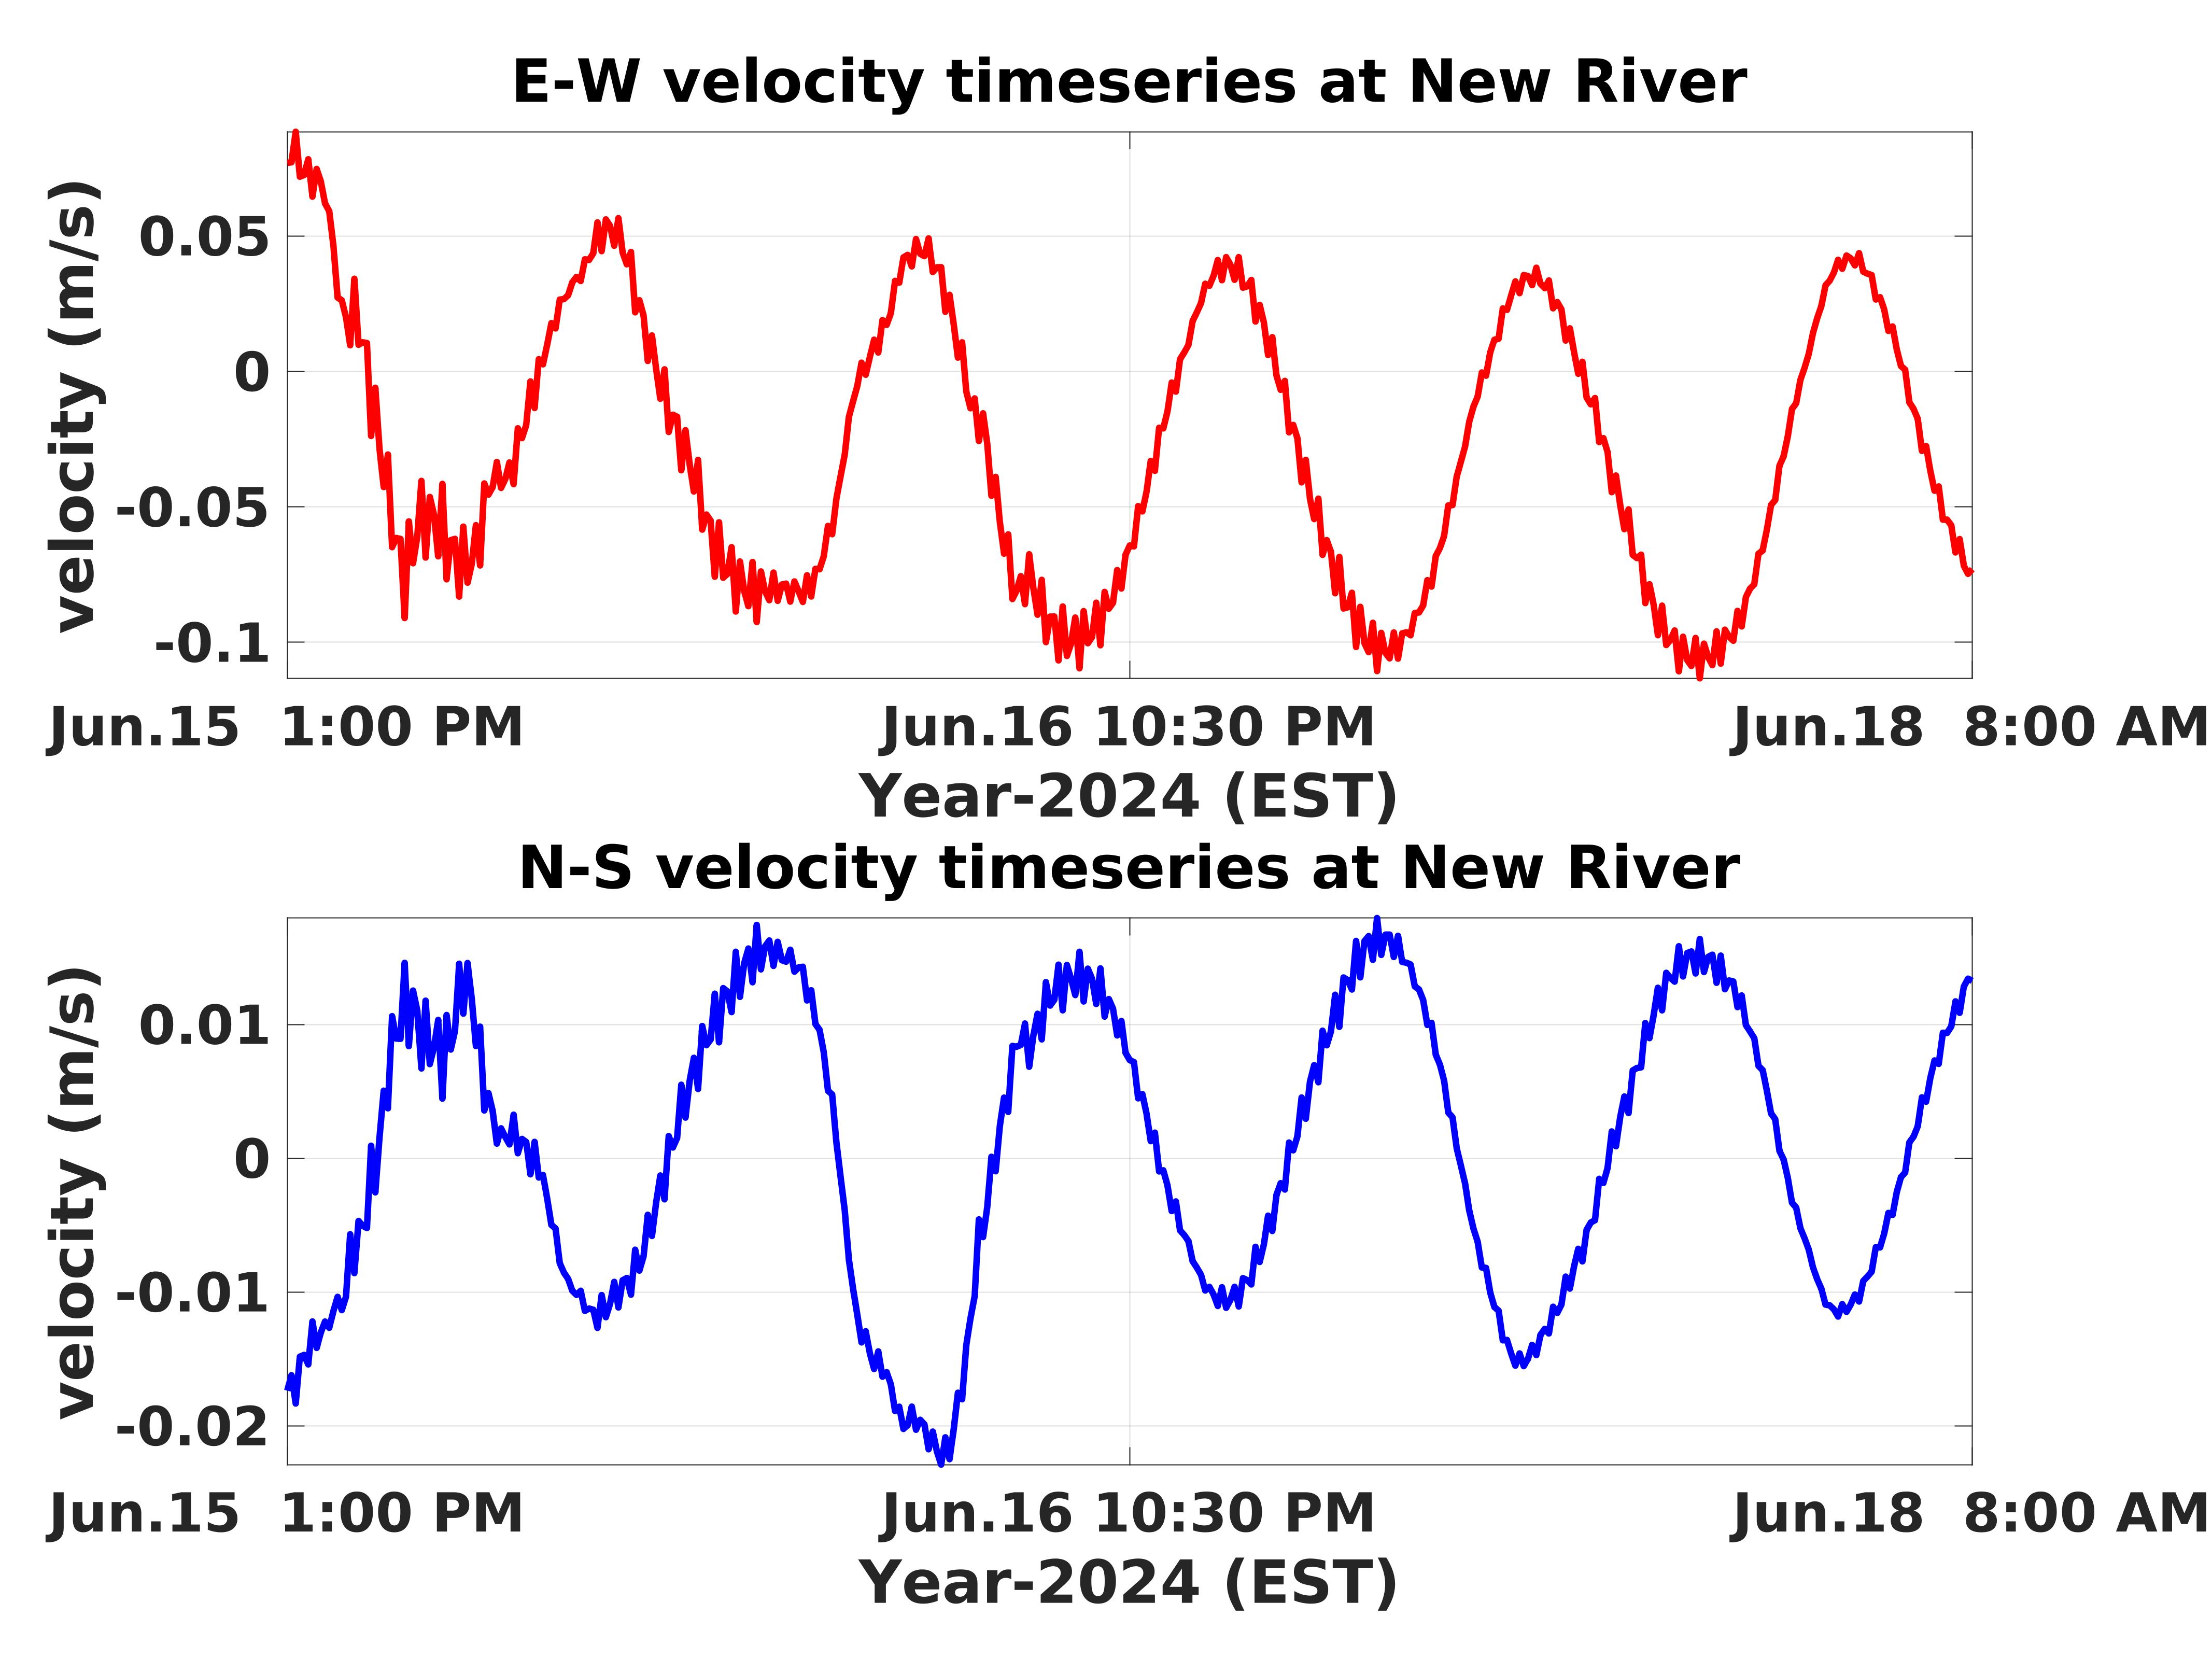 E-W velocity timeseries at New River
velocity (m/s)
0.05
0
-0.05
-0.1
Jun.15  1:00 PM
Jun.16 10:30 PM
Jun.18  8:00 AM
Year-2024 (EST)
N-S velocity timeseries at New River
velocity (m/s)
0.01
0
-0.01
-0.02
Jun.15  1:00 PM
Jun.16 10:30 PM
Jun.18  8:00 AM
Year-2024 (EST)